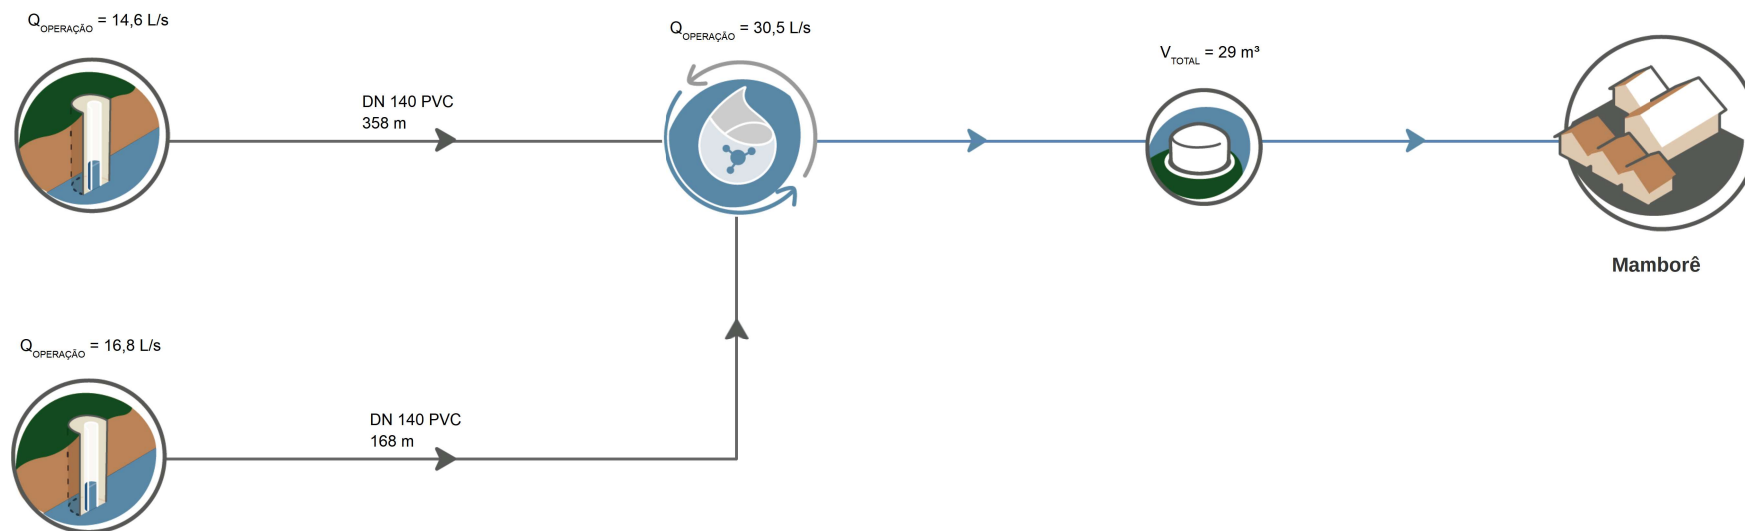 Q OPERAÇÃO = 14,6 L/s
Q OPERAÇÃO = 30,5 L/s
V TOTAL = 29 m³
DN 140 PVC
358 m
Mamborê
Q OPERAÇÃO = 16,8 L/s
DN 140 PVC
168 m